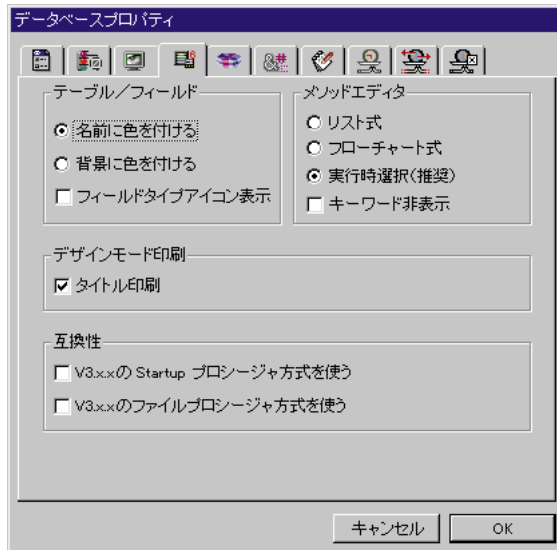 データベースプロパティ
&#
テーブル／フィールド
名前に色を付ける
背景に色を付ける
フィールドタイプアイコン表示
メソッドエディタ
リスト式
フローチャート式
実行時選択(推奨)
キーワード非表示
デザインモード印刷
タイトル印刷
互換性
V3.x.xの Startup プロシージャ方式を使う
V3.x.xのファイルプロシージャ方式を使う
キャンセル
OK